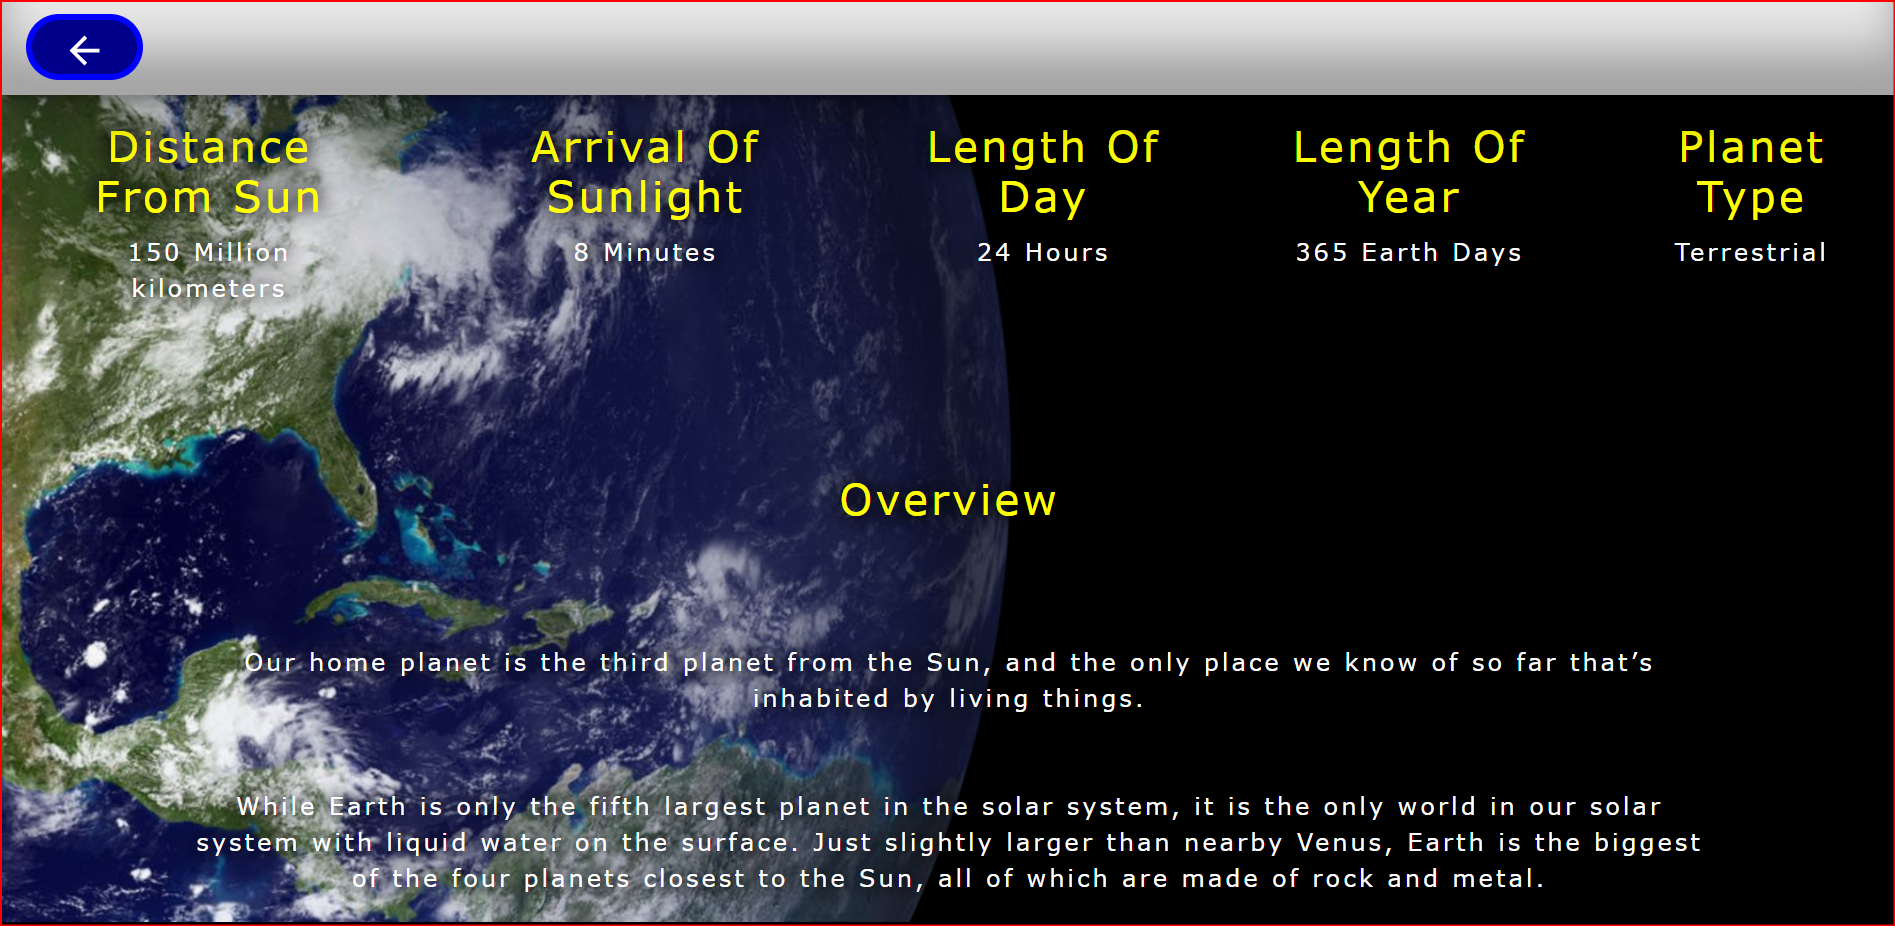 Distance
From Sun
150 Million
kilometers
Arrival Of
Sunlight
8 Minutes
Length Of
Day
24 Hours
Length Of
Year
365 Earth Days
Planet
Type
Terrestrial
Overview
Our home planet is the third planet from the Sun, and the only place we know of so far that’s
inhabited by living things.
While Earth is only the fifth largest planet in the solar system, it is the only world in our solar
system with liquid water on the surface. Just slightly larger than nearby Venus, Earth is the biggest
of the four planets closest to the Sun, all of which are made of rock and metal.